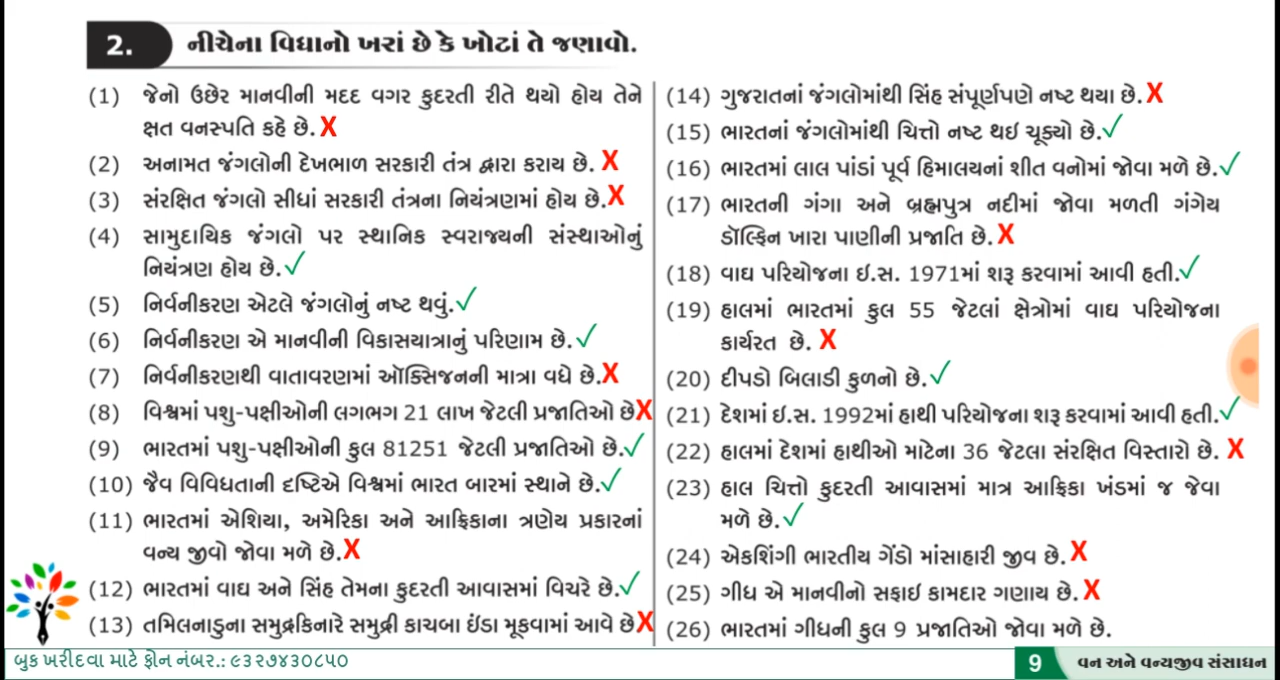 2. નીચેના વિધાનો ખરાં છે કે ખોટાં તે જણાવો.
(1) જેનો ઉછેર માનવીની મદદ વગર કુદરતી રીતે થયો હોય તેને
ક્ષત વનસ્પતિ કહે છે. X
(2) અનામત જંગલોની દેખભાળ સરકારી તંત્ર દ્વારા કરાય છે. X
(3) સંરક્ષિત જંગલો સીધાં સરકારી તંત્રના નિયંત્રણમાં હોય છે. X
(4) સામુદાયિક જંગલો પર સ્થાનિક સ્વરાજ્યની સંસ્થાઓનું
નિયંત્રણ હોય છે. ✓
(5) નિર્વનીકરણ એટલે જંગલોનું નષ્ટ થવું. ✓
(6) નિર્વનીકરણ એ માનવીની વિકાસયાત્રાનું પરિણામ છે. ✓
(7) નિર્વનીકરણથી વાતાવરણમાં ઑક્સિજનની માત્રા વધે છે. X
(8) વિશ્વમાં પશુ-પક્ષીઓની લગભગ 21 લાખ જેટલી પ્રજાતિઓ છે X
(9) ભારતમાં પશુ-પક્ષીઓની કુલ 81251 જેટલી પ્રજાતિઓ છે. ✓
(10) જૈવ વિવિધતાની દૃષ્ટિએ વિશ્વમાં ભારત બારમાં સ્થાને છે. ✓
(11) ભારતમાં એશિયા, અમેરિકા અને આફ્રિકાના ત્રણેય પ્રકારનાં
વન્ય જીવો જોવા મળે છે. X
(12) ભારતમાં વાઘ અને સિંહ તેમના કુદરતી આવાસમાં વિચરે છે. ✓
(13) તમિલનાડુના સમુદ્રકિનારે સમુદ્રી કાચબા ઈંડા મૂકવામાં આવે છે X
(14) ગુજરાતનાં જંગલોમાંથી સિંહ સંપૂર્ણપણે નષ્ટ થયા છે. X
(15) ભારતનાં જંગલોમાંથી ચિત્તો નષ્ટ થઇ ચૂક્યો છે. ✓
(16) ભારતમાં લાલ પાંડાં પૂર્વ હિમાલયનાં શીત વનોમાં જોવા મળે છે. ✓
(17) ભારતની ગંગા અને બ્રહ્મપુત્ર નદીમાં જોવા મળતી ગંગેય
ડૉલ્ફિન ખારા પાણીની પ્રજાતિ છે. X
(18) વાઘ પરિયોજના ઇ.સ. 1971માં શરૂ કરવામાં આવી હતી. ✓
(19) હાલમાં ભારતમાં કુલ 55 જેટલાં ક્ષેત્રોમાં વાઘ પરિયોજના
કાર્યરત છે. X
(20) દીપડો બિલાડી કુળનો છે. ✓
(21) દેશમાં ઇ.સ. 1992માં હાથી પરિયોજના શરૂ કરવામાં આવી હતી. ✓
(22) હાલમાં દેશમાં હાથીઓ માટેના 36 જેટલા સંરક્ષિત વિસ્તારો છે. X
(23) હાલ ચિત્તો કુદરતી આવાસમાં માત્ર આફ્રિકા ખંડમાં જ જેવા
મળે છે. ✓
(24) એકશિંગી ભારતીય ગેંડો માંસાહારી જીવ છે. X
(25) ગીધ એ માનવીનો સફાઇ કામદાર ગણાય છે. X
(26) ભારતમાં ગીધની કુલ 9 પ્રજાતિઓ જોવા મળે છે.
બુક ખરીદવા માટે ફોન નંબર.: ૯૩૨૭૪૩૦૮૫૦
9 વન અને વન્યજીવ સંસાધન